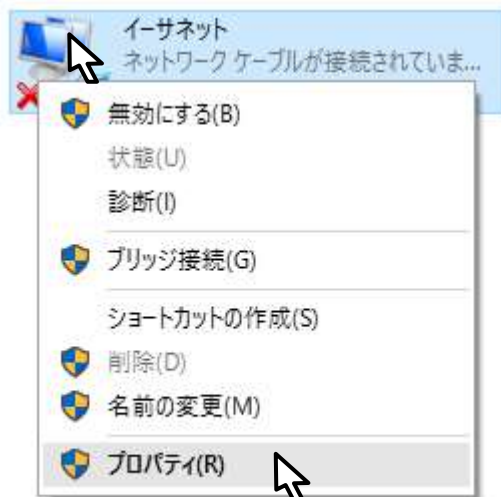 イーサネット
ネットワーク ケーブルが接続されていま...
無効にする(B)
状態(U)
診断(I)
ブリッジ接続(G)
ショートカットの作成(S)
削除(D)
名前の変更(M)
プロパティ(R)